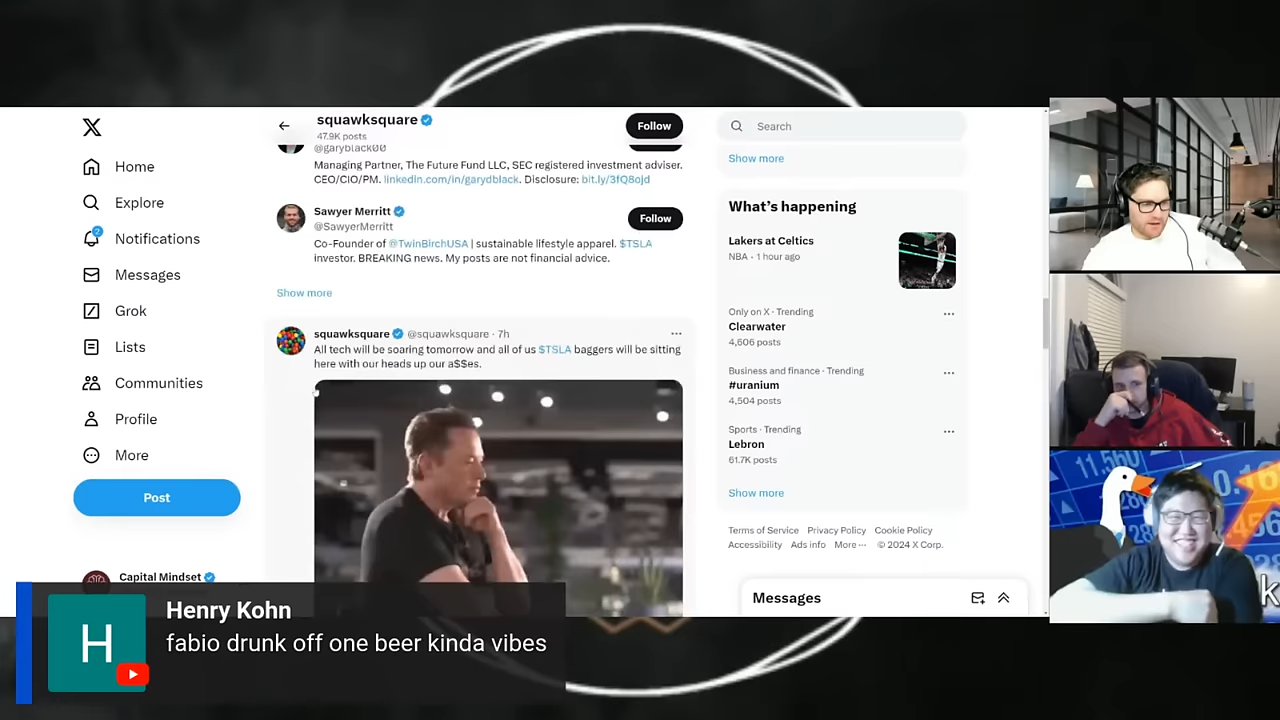 Home
Explore
2
Notifications
Messages
Grok
Lists
Communities
Profile
More
Post
Capital Mindset
squawksquare
47.9K posts
Follow
@garyblack00
Managing Partner, The Future Fund LLC, SEC registered investment adviser.
CEO/CIO/PM. linkedin.com/in/garydblack. Disclosure: bit.ly/3fQ8ojd
Sawyer Merritt
@SawyerMerritt
Follow
Co-Founder of @TwinBirchUSA | sustainable lifestyle apparel. $TSLA
investor. BREAKING news. My posts are not financial advice.
Show more
squawksquare @squawksquare · 7h
All tech will be soaring tomorrow and all of us $TSLA baggers will be sitting
here with our heads up our a$$es.
Search
Show more
What's happening
Lakers at Celtics
NBA · 1 hour ago
Only on X · Trending
Clearwater
4,606 posts
Business and finance · Trending
#uranium
4,504 posts
Sports · Trending
Lebron
61.7K posts
Show more
Terms of Service Privacy Policy Cookie Policy
Accessibility Ads info More ··· © 2024 X Corp.
Messages
11.560
0.16
H
Henry Kohn
fabio drunk off one beer kinda vibes